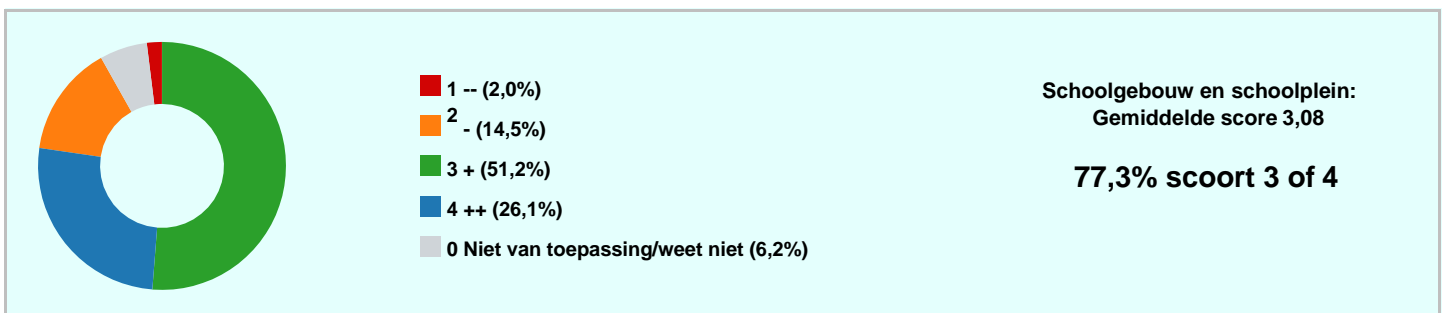 1 -- (2,0%)
2 - (14,5%)
3 + (51,2%)
4 ++ (26,1%)
0 Niet van toepassing/weet niet (6,2%)
Schoolgebouw en schoolplein:
Gemiddelde score 3,08
77,3% scoort 3 of 4